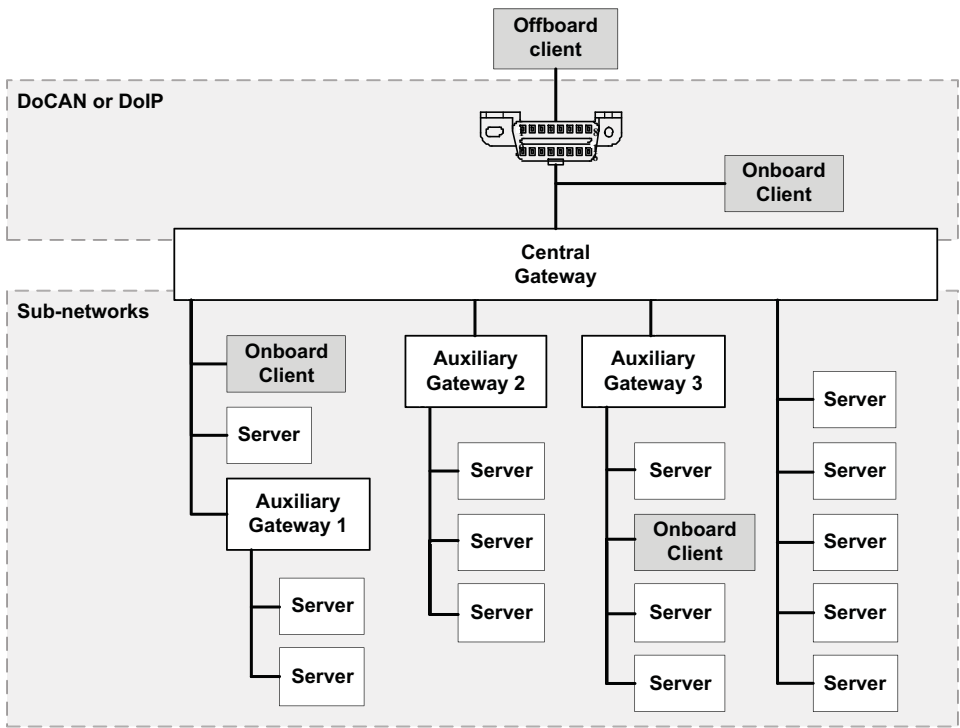 Offboard
client
DoCAN or DoIP
Onboard
Client
Central
Gateway
Sub-networks
Onboard
Client
Server
Auxiliary
Gateway 1
Server
Server
Auxiliary
Gateway 2
Server
Server
Server
Auxiliary
Gateway 3
Server
Onboard
Client
Server
Server
Server
Server
Server
Server
Server